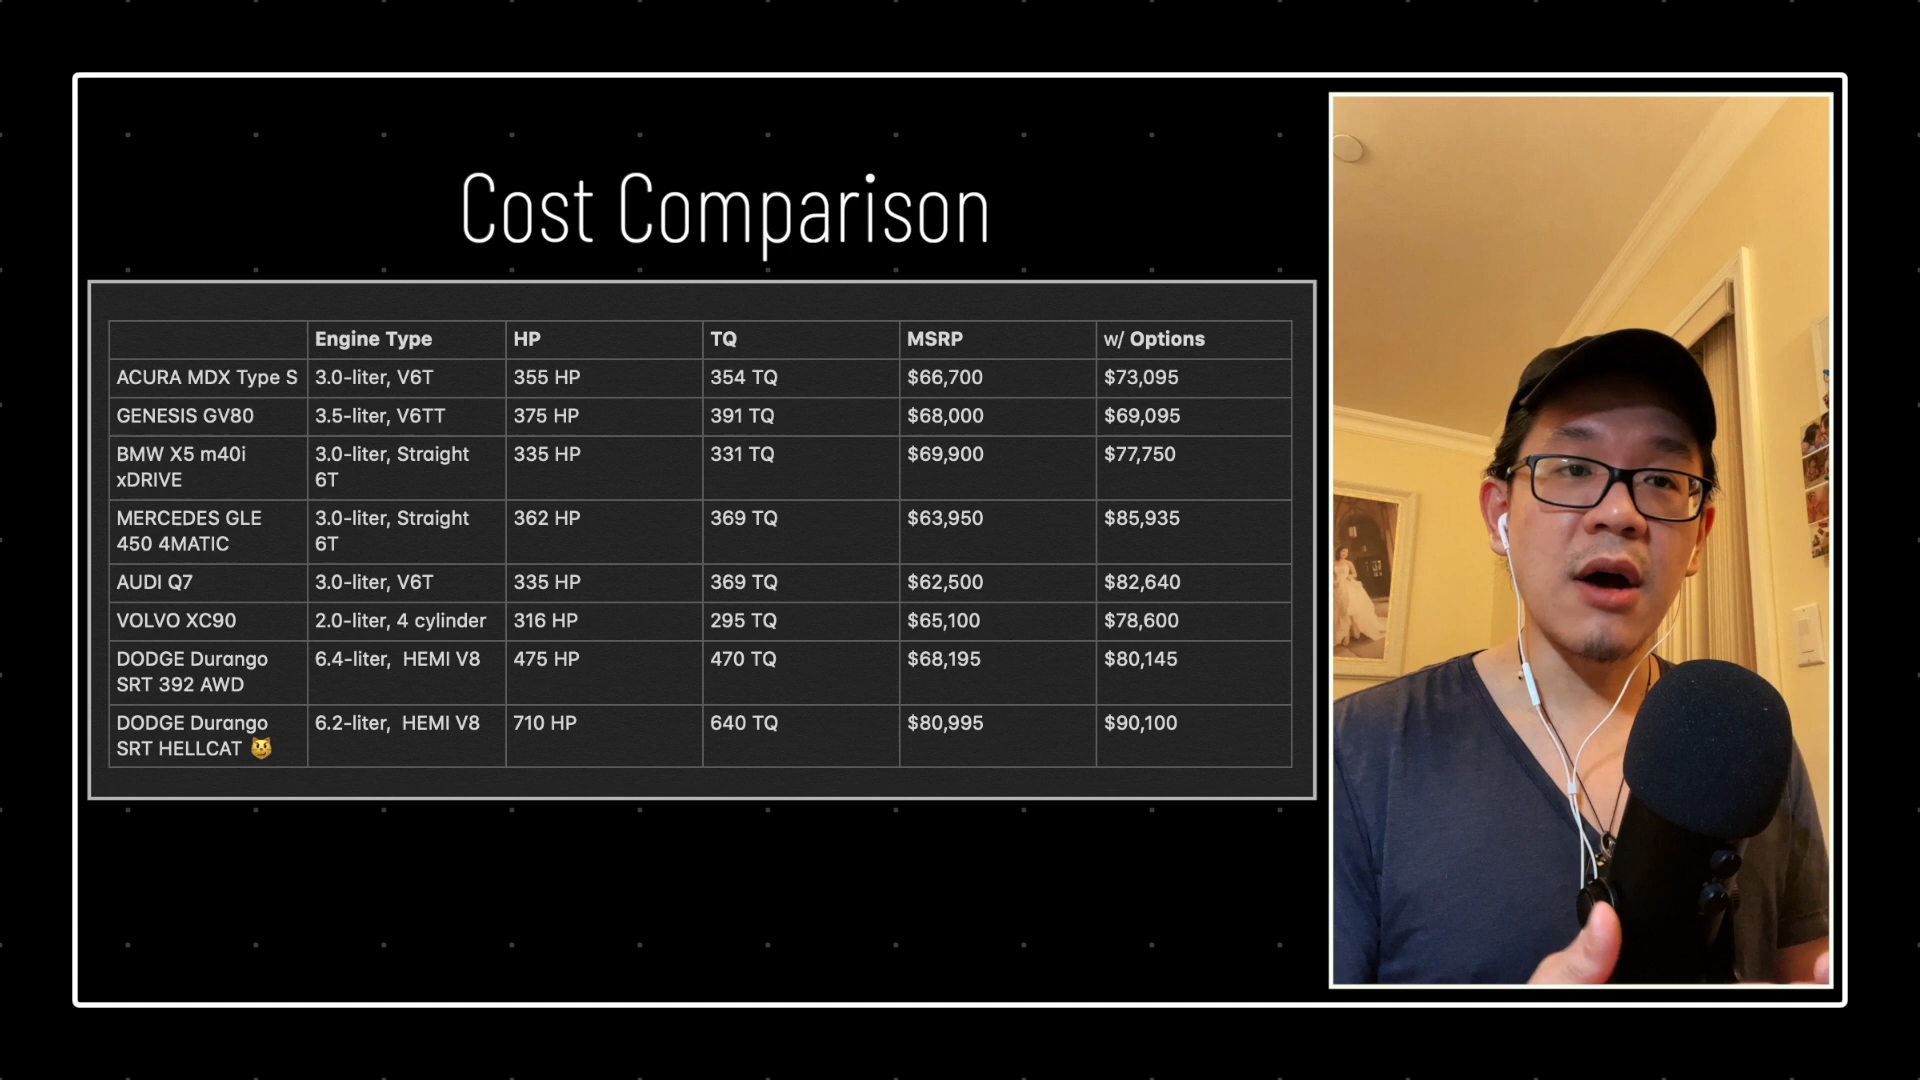 Cost Comparison
Engine Type HP TQ MSRP w/ Options
ACURA MDX Type S 3.0-liter, V6T 355 HP 354 TQ $66,700 $73,095
GENESIS GV80 3.5-liter, V6TT 375 HP 391 TQ $68,000 $69,095
BMW X5 m40i 3.0-liter, Straight 335 HP 331 TQ $69,900 $77,750
xDRIVE 6T
MERCEDES GLE 3.0-liter, Straight 362 HP 369 TQ $63,950 $85,935
450 4MATIC 6T
AUDI Q7 3.0-liter, V6T 335 HP 369 TQ $62,500 $82,640
VOLVO XC90 2.0-liter, 4 cylinder 316 HP 295 TQ $65,100 $78,600
DODGE Durango 6.4-liter, HEMI V8 475 HP 470 TQ $68,195 $80,145
SRT 392 AWD
DODGE Durango 6.2-liter, HEMI V8 710 HP 640 TQ $80,995 $90,100
SRT HELLCAT 😼